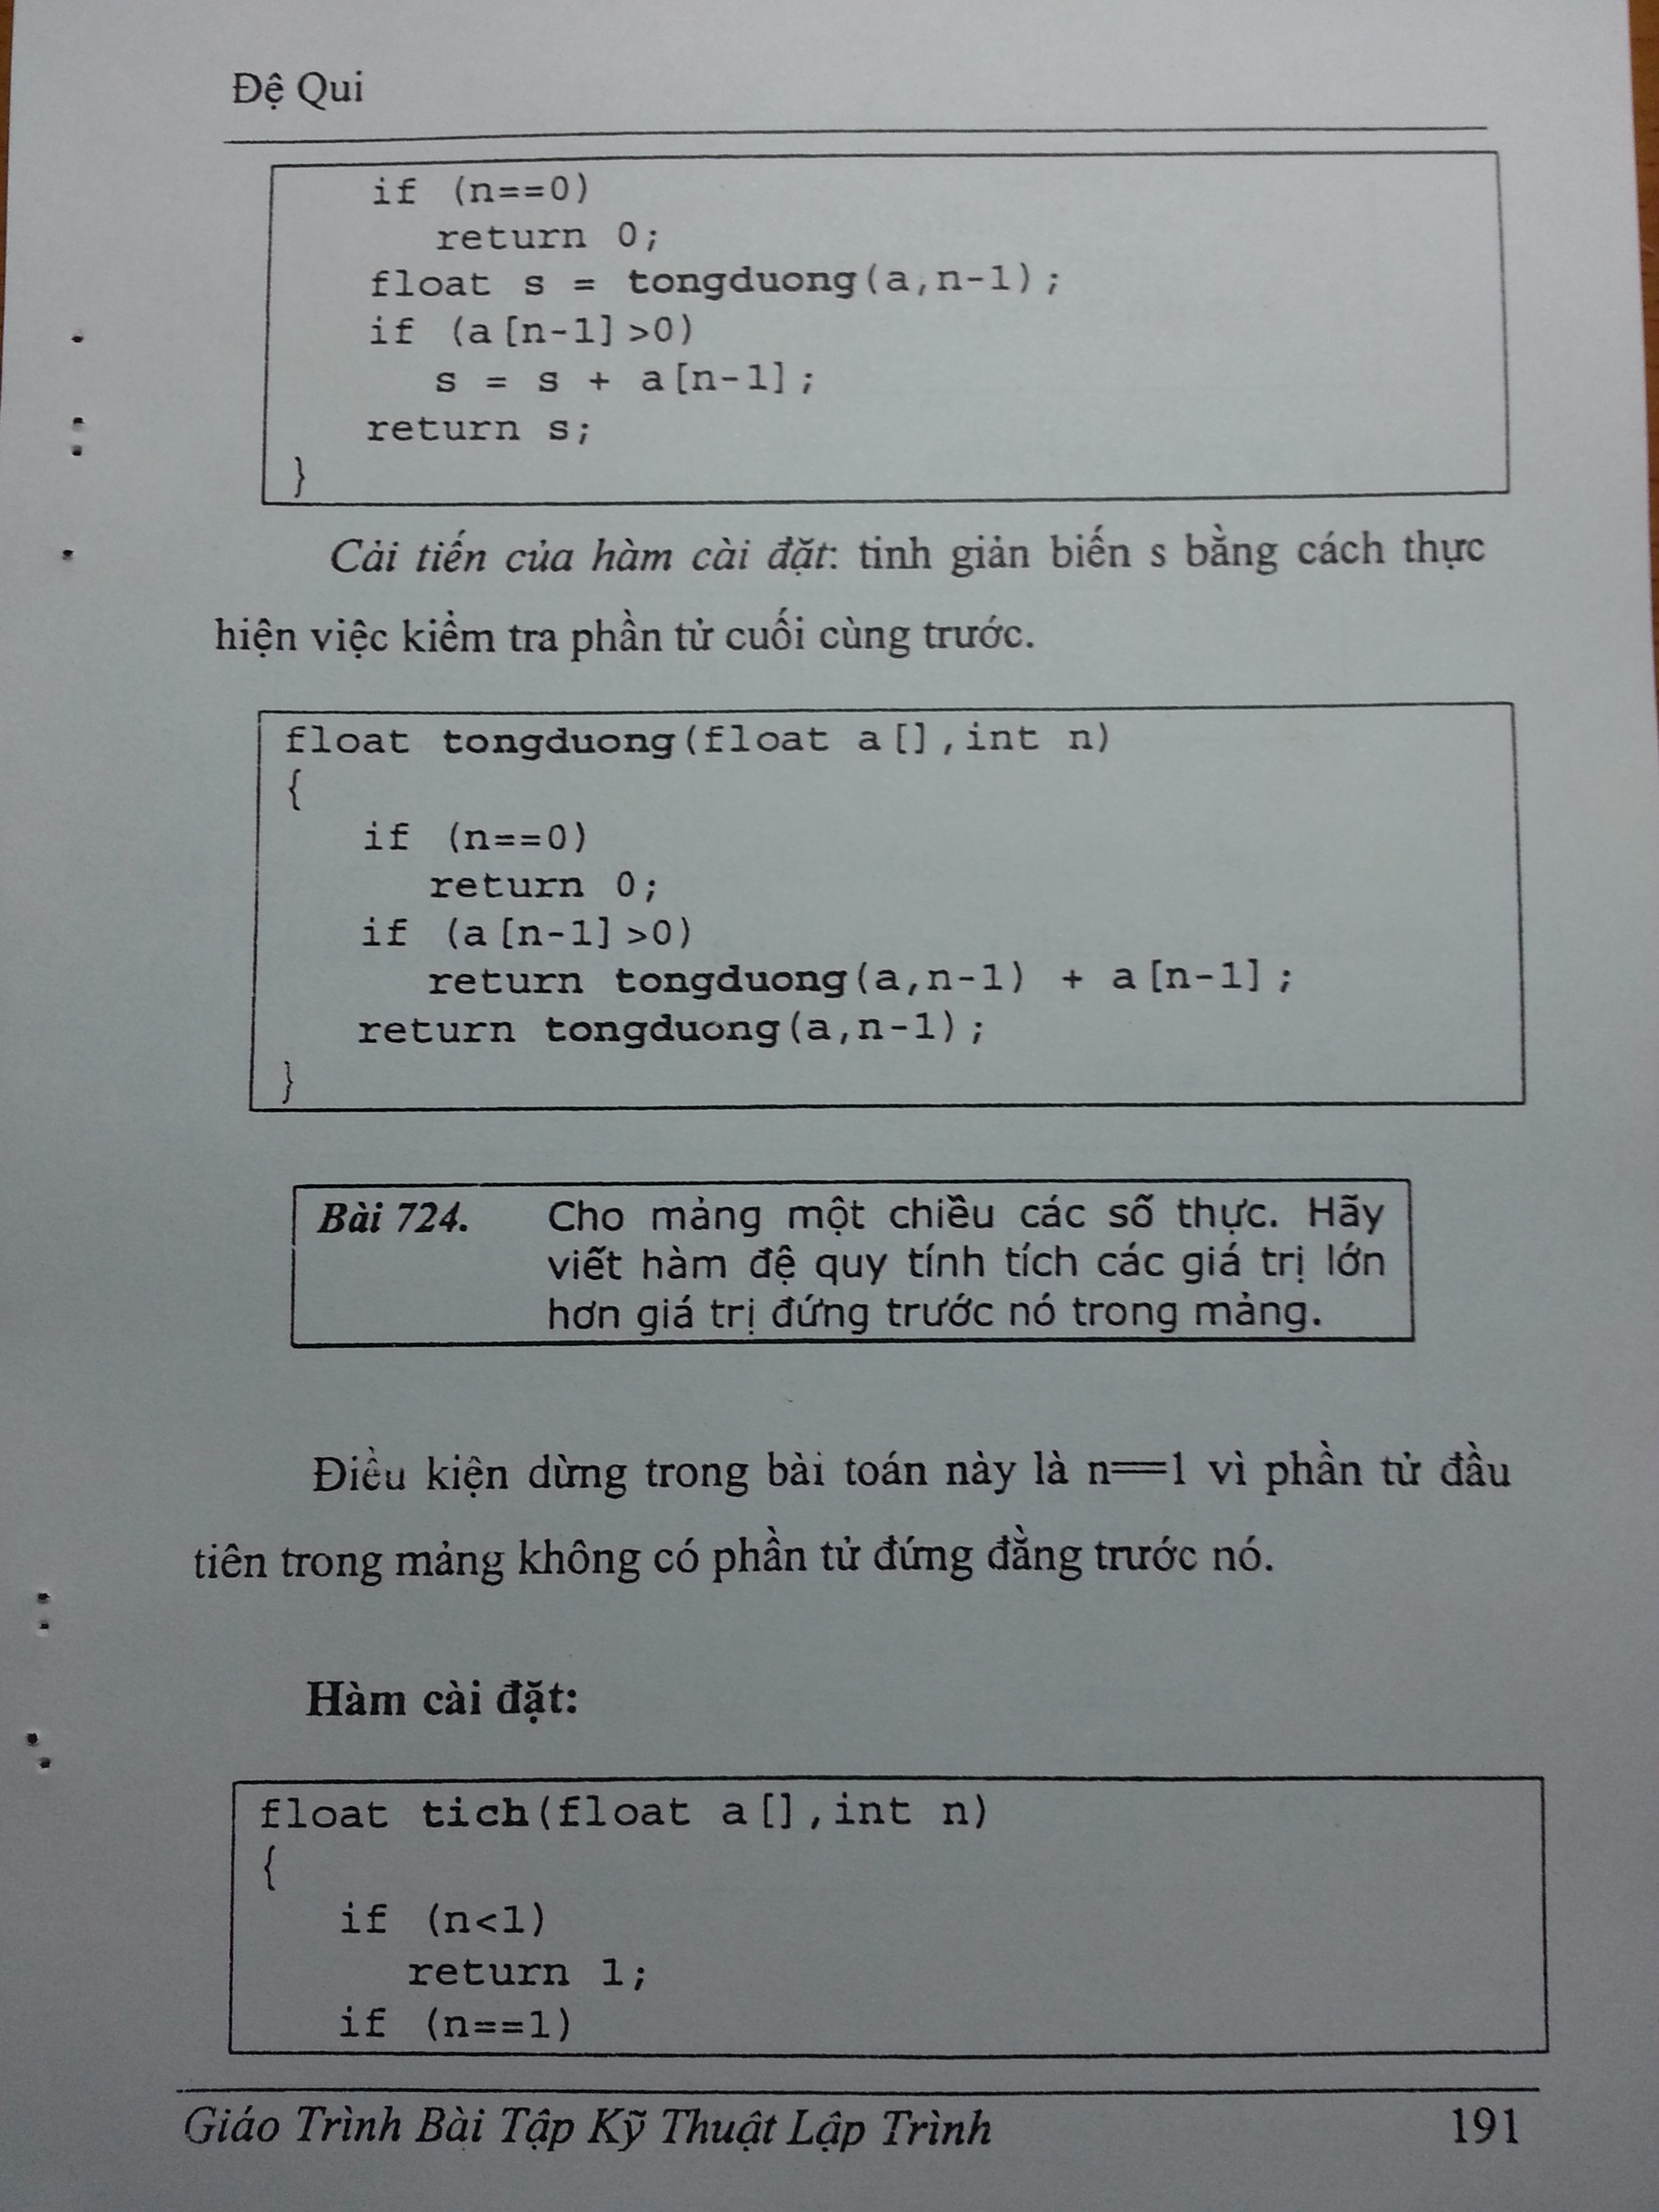 Đệ Qui
if (n==0)
return 0;
float s = tongduong(a,n-1);
if (a[n-1]>0)
s = s + a[n-1];
return s;
}
Cải tiến của hàm cài đặt: tinh giản biến s bằng cách thực
hiện việc kiểm tra phần tử cuối cùng trước.
float tongduong(float a[],int n)
{
if (n==0)
return 0;
if (a[n-1]>0)
return tongduong(a,n-1) + a[n-1];
return tongduong(a,n-1);
}
Bài 724. Cho mảng một chiều các số thực. Hãy
viết hàm đệ quy tính tích các giá trị lớn
hơn giá trị đứng trước nó trong mảng.
Điều kiện dừng trong bài toán này là n==1 vì phần tử đầu
tiên trong mảng không có phần tử đứng đằng trước nó.
Hàm cài đặt:
float tich(float a[],int n)
{
if (n<1)
return 1;
if (n==1)
Giáo Trình Bài Tập Kỹ Thuật Lập Trình 191